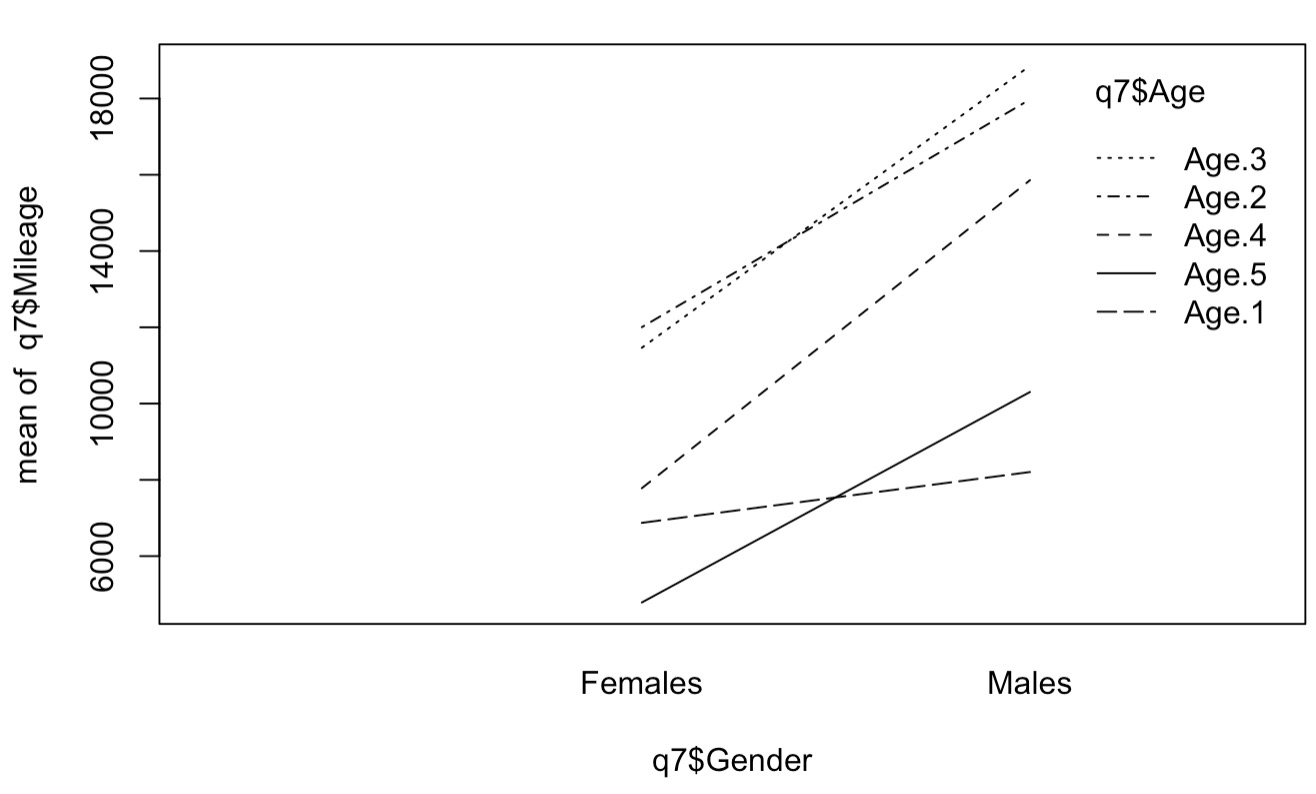 mean of q7$Mileage
18000
14000
10000
6000
q7$Age
Age.3
Age.2
Age.4
Age.5
Age.1
Females Males
q7$Gender